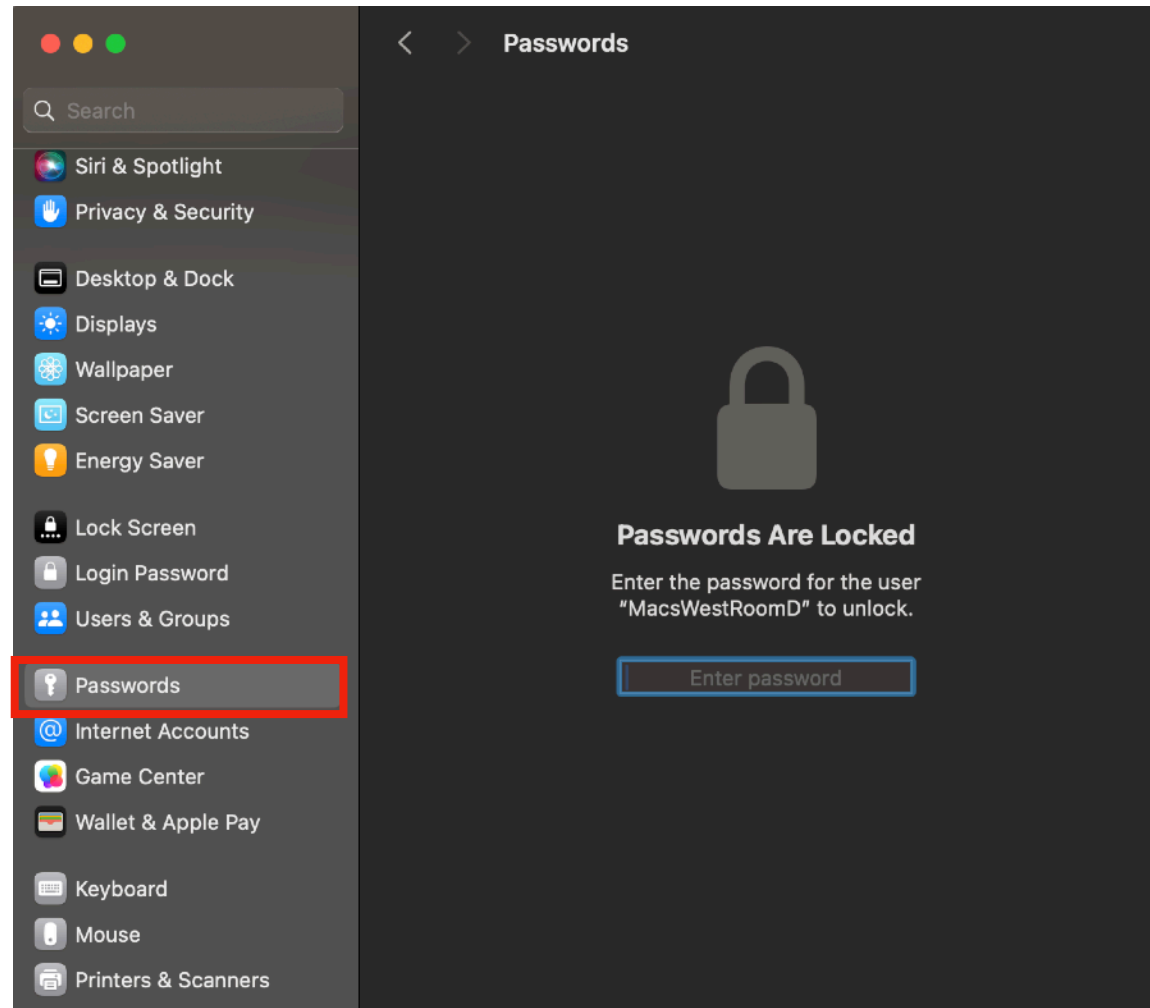 Passwords
Search
Siri & Spotlight
Privacy & Security
Desktop & Dock
Displays
Wallpaper
Screen Saver
Energy Saver
Lock Screen
Login Password
Users & Groups
Passwords
Internet Accounts
Game Center
Wallet & Apple Pay
Keyboard
Mouse
Printers & Scanners
Passwords Are Locked
Enter the password for the user
“MacsWestRoomD” to unlock.
Enter password